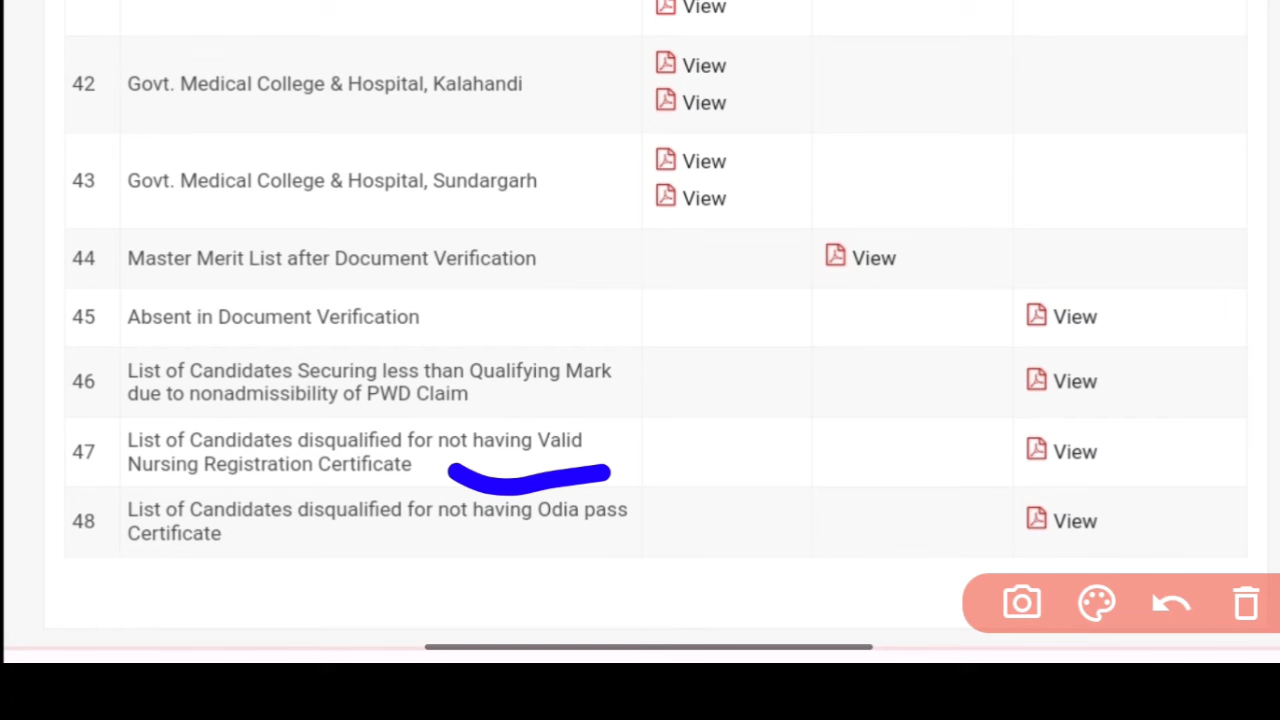 View
42 Govt. Medical College & Hospital, Kalahandi View
View
43 Govt. Medical College & Hospital, Sundargarh View
View
44 Master Merit List after Document Verification View
45 Absent in Document Verification View
46 List of Candidates Securing less than Qualifying Mark
due to nonadmissibility of PWD Claim View
47 List of Candidates disqualified for not having Valid
Nursing Registration Certificate View
48 List of Candidates disqualified for not having Odia pass
Certificate View